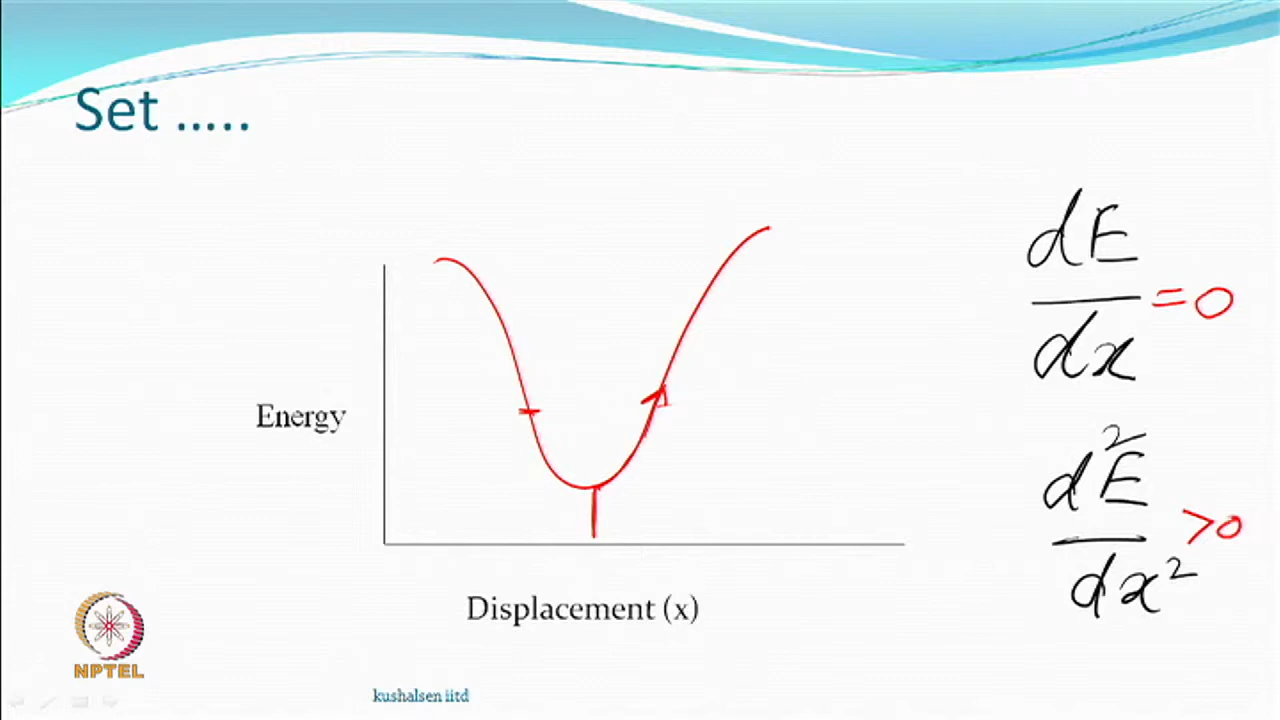 Set .....
dE
dx
= 0
d²E
dx²
>0
Energy
Displacement (x)
NPTEL
kushalsen iitd